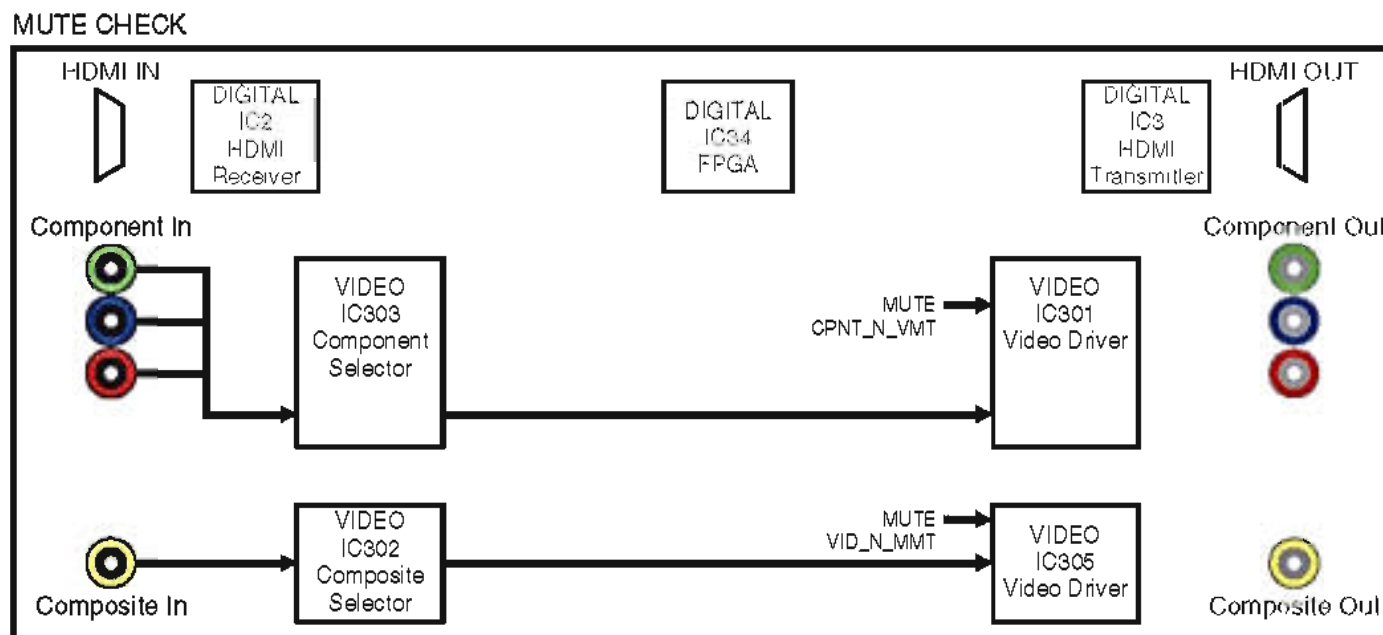 MUTE CHECK
HDMI IN
HDMI OUT
DIGITAL
IC2
HDMI
Receiver
DIGITAL
IC34
FPGA
DIGITAL
IC3
HDMI
Transmitter
Component In
Component Out
VIDEO
IC303
Component
Selector
MUTE
CPNT_N_VMT
VIDEO
IC301
Video Driver
VIDEO
IC302
Composite
Selector
MUTE
VID_N_MMT
VIDEO
IC305
Video Driver
Composite In
Composite Out